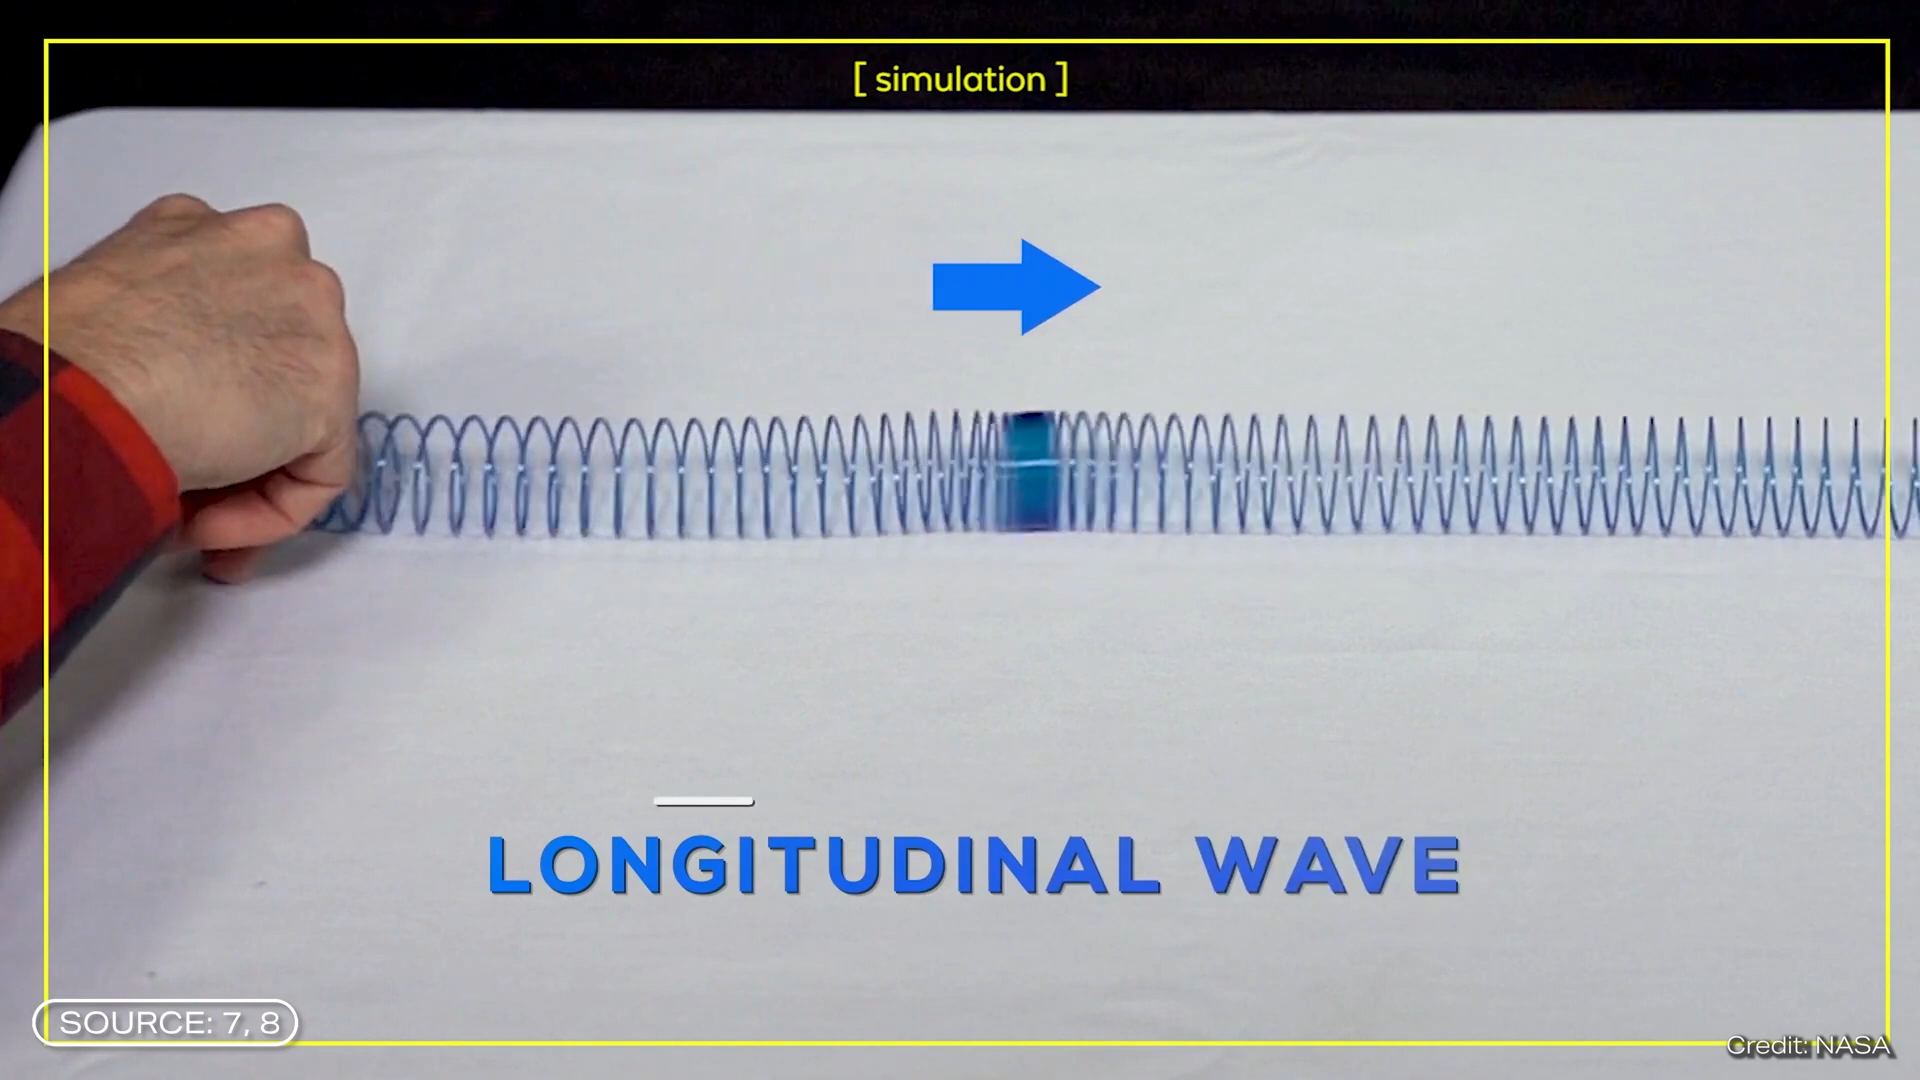 [ simulation ]
LONGITUDINAL WAVE
SOURCE: 7, 8
Credit: NASA